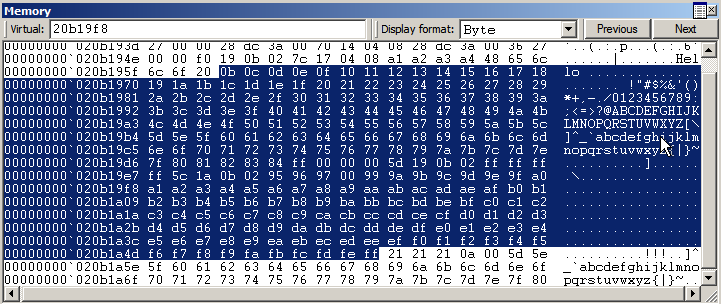 Memory
Virtual: 20b19f8 Display format: Byte Previous Next
00000000`020b193d 27 00 00 28 dc 3a 00 70 14 04 08 28 dc 3a 00 36 27 '..(.:.p...(.:.6'
00000000`020b194e 00 00 f0 19 0b 02 7c 17 04 08 a1 a2 a3 a4 48 65 6c ......|.......Hel
00000000`020b195f 6c 6f 20 0b 0c 0d 0e 0f 10 11 12 13 14 15 16 17 18 lo ..............
00000000`020b1970 19 1a 1b 1c 1d 1e 1f 20 21 22 23 24 25 26 27 28 29 ....... !"#$%&'()
00000000`020b1981 2a 2b 2c 2d 2e 2f 30 31 32 33 34 35 36 37 38 39 3a *+,-./0123456789:
00000000`020b1992 3b 3c 3d 3e 3f 40 41 42 43 44 45 46 47 48 49 4a 4b ;<=>?@ABCDEFGHIJK
00000000`020b19a3 4c 4d 4e 4f 50 51 52 53 54 55 56 57 58 59 5a 5b 5c LMNOPQRSTUVWXYZ[\
00000000`020b19b4 5d 5e 5f 60 61 62 63 64 65 66 67 68 69 6a 6b 6c 6d ]^_`abcdefghijklm
00000000`020b19c5 6e 6f 70 71 72 73 74 75 76 77 78 79 7a 7b 7c 7d 7e nopqrstuvwxyz{|}~
00000000`020b19d6 7f 80 81 82 83 84 ff 00 00 00 5d 19 0b 02 ff ff 00 ..........]......
00000000`020b19e7 ff 5c 1a 0b 02 95 96 97 00 99 9a 9b 9c 9d 9e 9f a0 .\...............
00000000`020b19f8 a1 a2 a3 a4 a5 a6 a7 a8 a9 aa ab ac ad ae af b0 b1 .................
00000000`020b1a09 b2 b3 b4 b5 b6 b7 b8 b9 ba bb bc bd be bf c0 c1 c2 .................
00000000`020b1a1a c3 c4 c5 c6 c7 c8 c9 ca cb cc cd ce cf d0 d1 d2 d3 .................
00000000`020b1a2b d4 d5 d6 d7 d8 d9 da db dc dd de df e0 e1 e2 e3 e4 .................
00000000`020b1a3c e5 e6 e7 e8 e9 ea eb ec ed ee ef f0 f1 f2 f3 f4 f5 .................
00000000`020b1a4d f6 f7 f8 f9 fa fb fc fd fe ff 21 21 21 0a 00 5d 5e ..........!!!..]^
00000000`020b1a5e 5f 60 61 62 63 64 65 66 67 68 69 6a 6b 6c 6d 6e 6f _`abcdefghijklmno
00000000`020b1a6f 70 71 72 73 74 75 76 77 78 79 7a 7b 7c 7d 7e 7f 80 pqrstuvwxyz{|}~..